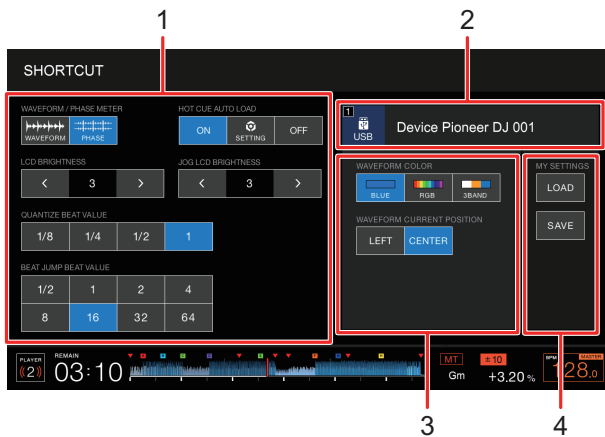 1
2
SHORTCUT
WAVEFORM / PHASE METER
HOT CUE AUTO LOAD
WAVEFORM PHASE
ON SETTING OFF
LCD BRIGHTNESS
JOG LCD BRIGHTNESS
< 3 >
< 3 >
QUANTIZE BEAT VALUE
1/8 1/4 1/2 1
BEAT JUMP BEAT VALUE
1/2 1 2 4
8 16 32 64
1
USB
Device Pioneer DJ 001
WAVEFORM COLOR
BLUE RGB 3BAND
WAVEFORM CURRENT POSITION
LEFT CENTER
MY SETTINGS
LOAD
SAVE
PLAYER
2
REMAIN
03:10
MT ±10
Gm +3.20 %
BPM MASTER
128.0
3
4